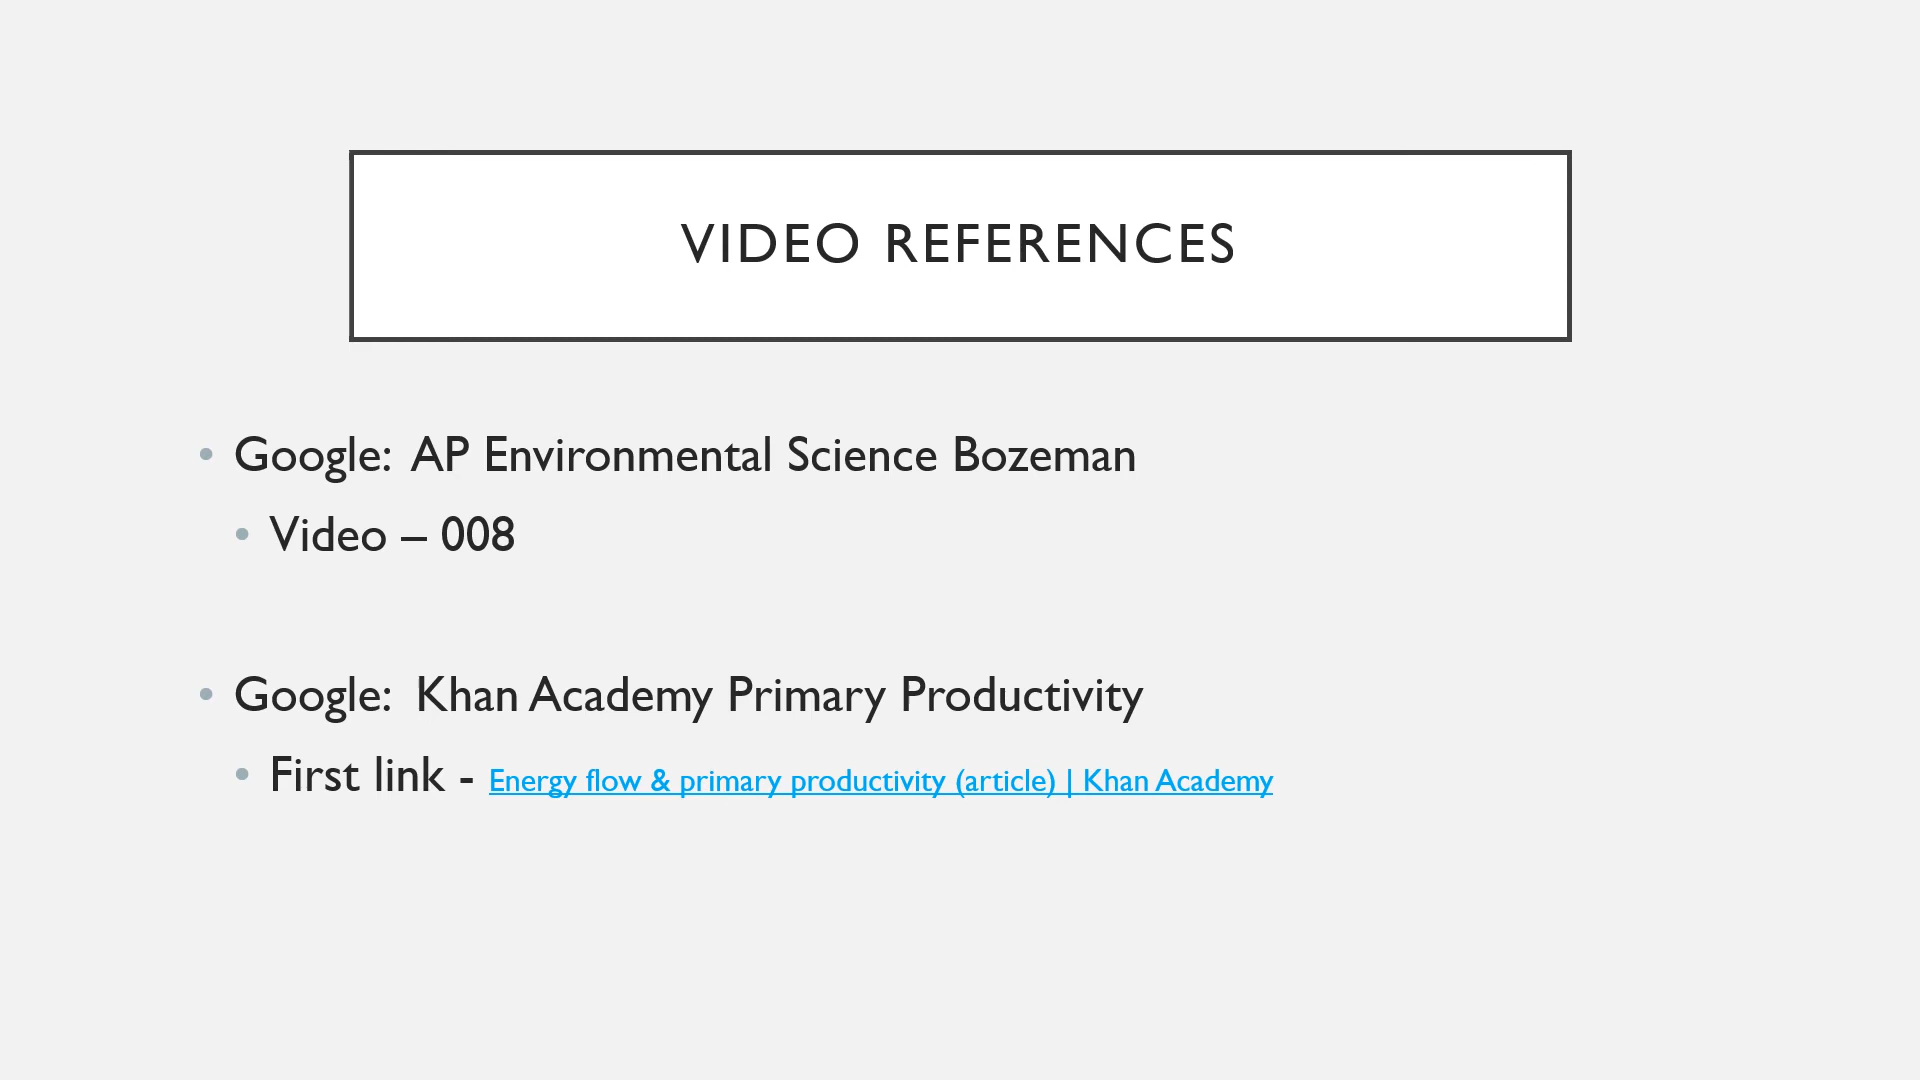 VIDEO REFERENCES
• Google:  AP Environmental Science Bozeman
• Video – 008
• Google:  Khan Academy Primary Productivity
• First link - Energy flow & primary productivity (article) | Khan Academy